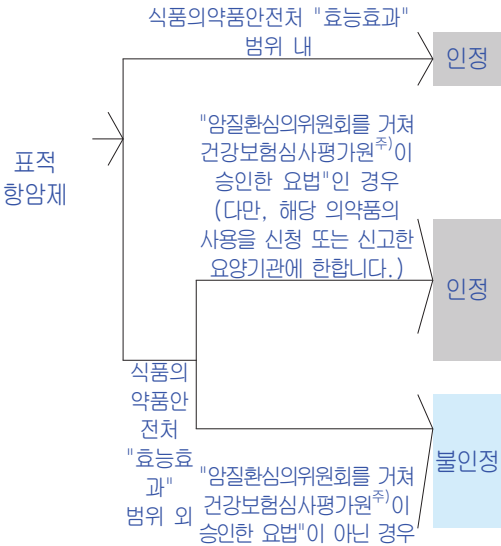 식품의약품안전처 "효능효과"
범위 내
인정
표적
항암제
"암질환심의위원회를 거쳐
건강보험심사평가원주)이
승인한 요법"인 경우
(다만, 해당 의약품의
사용을 신청 또는 신고한
요양기관에 한합니다.)
인정
식품의
약품안
전처
"효능효
과"
범위 외
"암질환심의위원회를 거쳐
건강보험심사평가원주)이
승인한 요법"이 아닌 경우
불인정